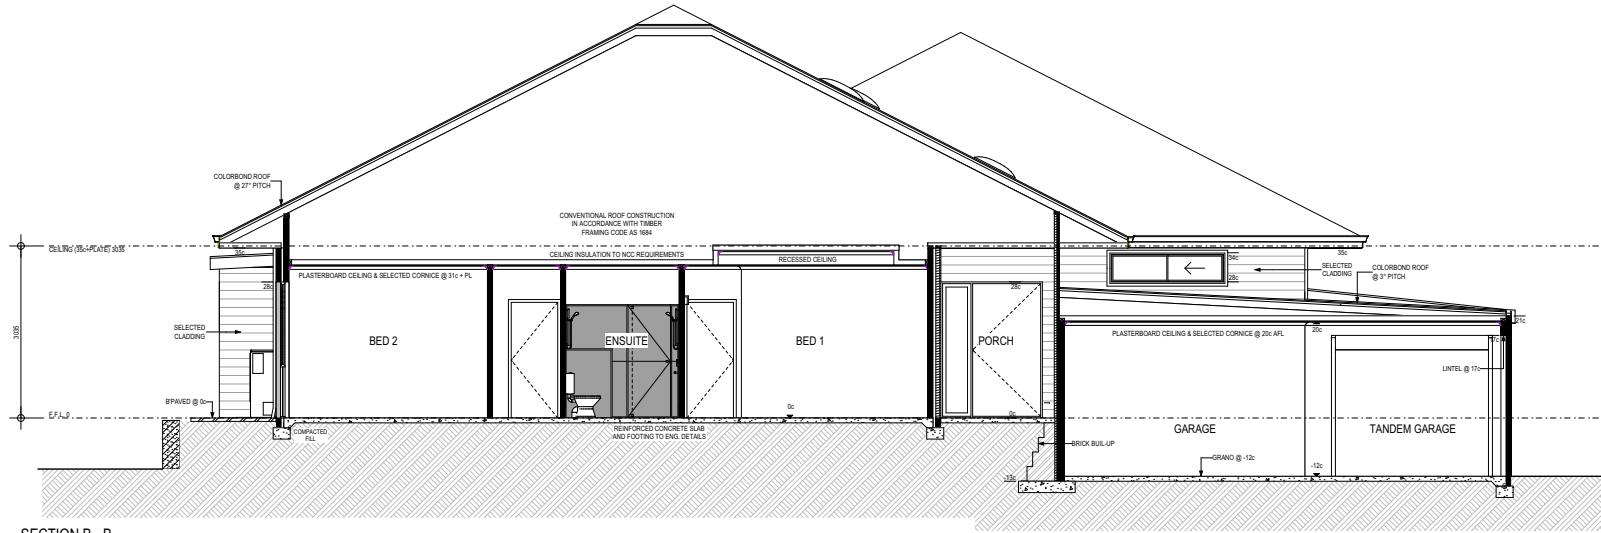 COLORBOND ROOF
@ 27° PITCH
CONVENTIONAL ROOF CONSTRUCTION
IN ACCORDANCE WITH TIMBER
FRAMING CODE AS 1684
CEILING (35c+PLATE) 3035
35c
CEILING INSULATION TO NCC REQUIREMENTS
RECESSED CEILING
34c
35c
SELECTED
CLADDING
COLORBOND ROOF
@ 3° PITCH
PLASTERBOARD CEILING & SELECTED CORNICE @ 31c + PL
28c
28c
28c
SELECTED
CLADDING
3035
BED 2
ENSUITE
BED 1
PORCH
PLASTERBOARD CEILING & SELECTED CORNICE @ 20c AFL
20c
21c
17c
LINTEL @ 17c
B'PAVED @ 0c
F.F.L. 0
0c
0c
COMPACTED
FILL
REINFORCED CONCRETE SLAB
AND FOOTING TO ENG. DETAILS
BRICK BUIL-UP
GARAGE
TANDEM GARAGE
GRANO @ -12c
-12c
-13c
SECTION B - B